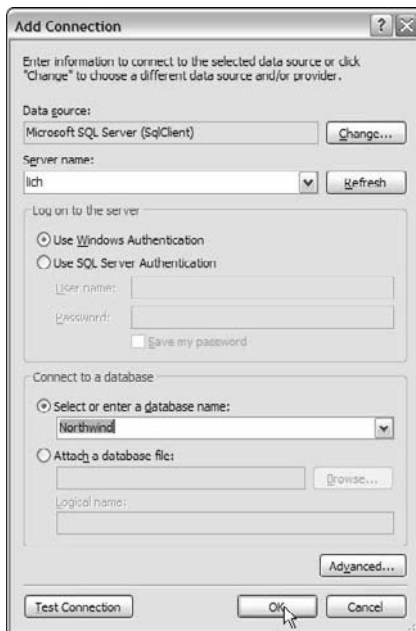 Add Connection
Enter information to connect to the selected data source or click
"Change" to choose a different data source and/or provider.
Data source:
Microsoft SQL Server (SqlClient)
Change...
Server name:
lich
Refresh
Log on to the server
Use Windows Authentication
Use SQL Server Authentication
User name:
Password:
Save my password
Connect to a database
Select or enter a database name:
Northwind
Attach a database file:
Browse...
Logical name:
Advanced...
Test Connection
OK
Cancel